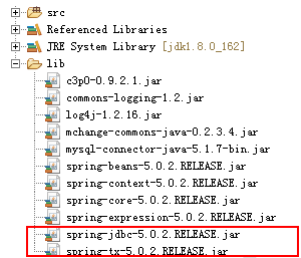 src
Referenced Libraries
JRE System Library [jdk1.8.0_162]
lib
c3p0-0.9.2.1.jar
commons-logging-1.2.jar
log4j-1.2.16.jar
mchange-commons-java-0.2.3.4.jar
mysql-connector-java-5.1.7-bin.jar
spring-beans-5.0.2.RELEASE.jar
spring-context-5.0.2.RELEASE.jar
spring-core-5.0.2.RELEASE.jar
spring-expression-5.0.2.RELEASE.jar
spring-jdbc-5.0.2.RELEASE.jar
spring-tx-5.0.2.RELEASE.jar